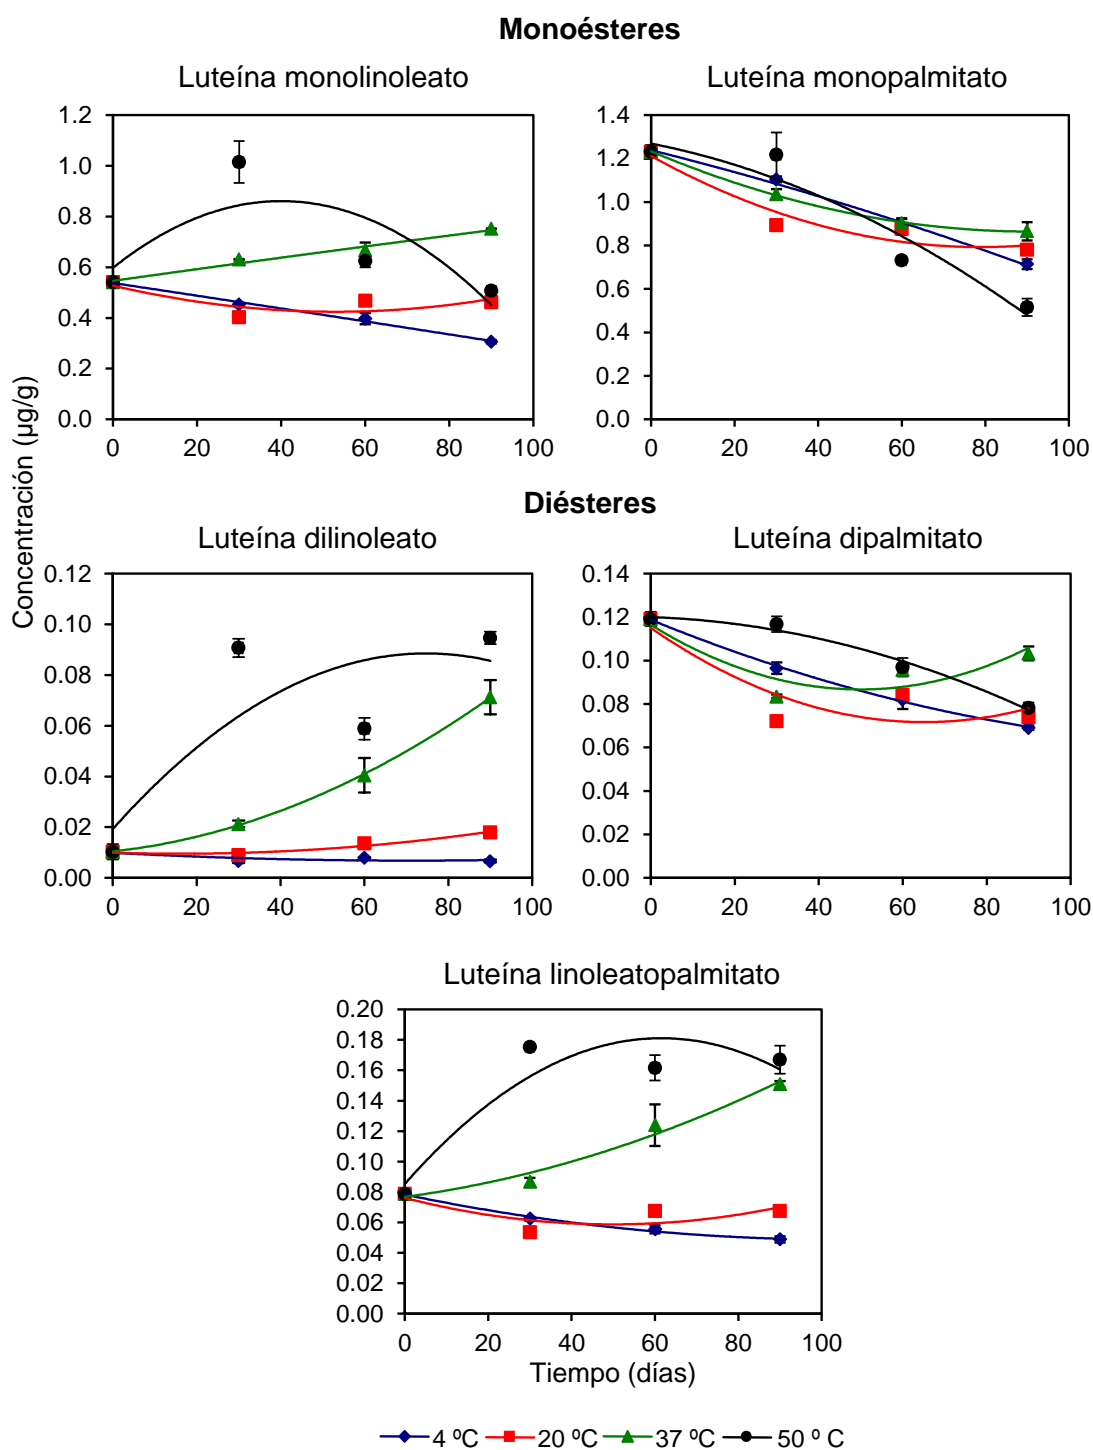 Monoésteres
Luteína monolinoleato
Luteína monopalmitato
1.2
1.0
0.8
0.6
0.4
0.2
0.0
0 20 40 60 80 100
1.4
1.2
1.0
0.8
0.6
0.4
0.2
0.0
0 20 40 60 80 100
Concentración (µg/g)
Diésteres
Luteína dilinoleato
Luteína dipalmitato
0.12
0.10
0.08
0.06
0.04
0.02
0.00
0 20 40 60 80 100
0.14
0.12
0.10
0.08
0.06
0.04
0.02
0.00
0 20 40 60 80 100
Luteína linoleatopalmitato
0.20
0.18
0.16
0.14
0.12
0.10
0.08
0.06
0.04
0.02
0.00
0 20 40 60 80 100
Tiempo (días)
4 ºC 20 ºC 37 ºC 50 º C